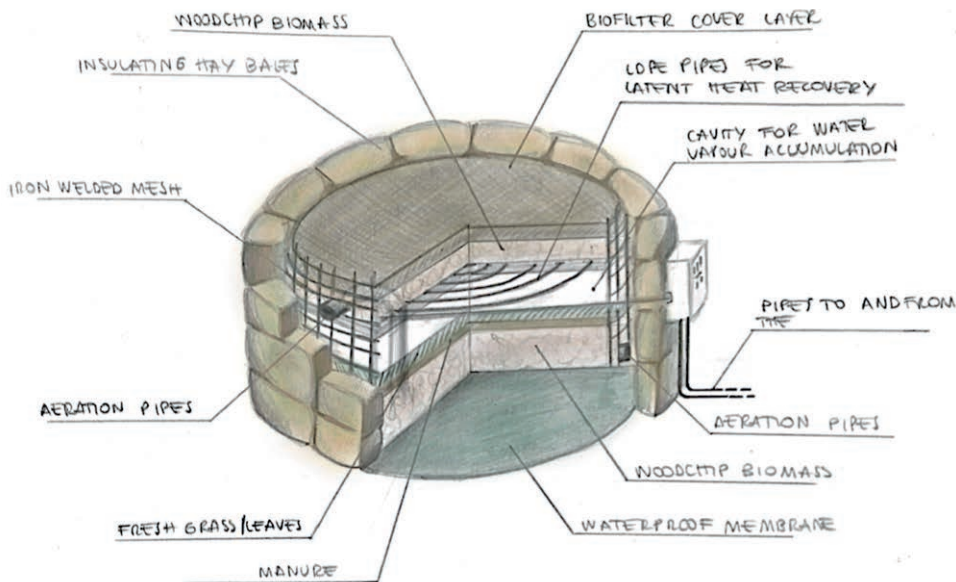 WOODCHIP BIOMASS
BIOFILTER COVER LAYER
INSULATING HAY BALES
LDPE PIPES FOR
LATENT HEAT RECOVERY
CAVITY FOR WATER
VAPOUR ACCUMULATION
IRON WELDED MESH
PIPES TO AND FROM
THE
AERATION PIPES
AERATION PIPES
WOODCHIP BIOMASS
FRESH GRASS/LEAVES
WATERPROOF MEMBRANE
MANURE